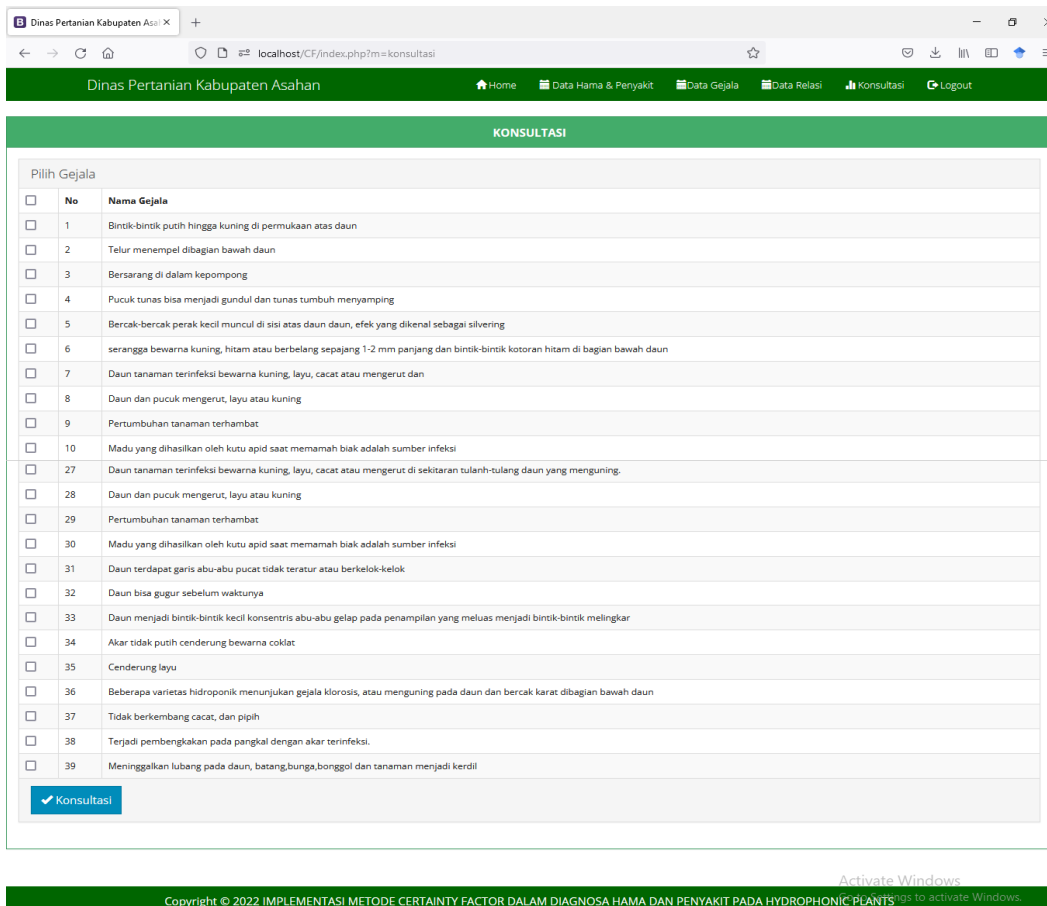 Dinas Pertanian Kabupaten Asa
localhost/CF/index.php?m=konsultasi
Dinas Pertanian Kabupaten Asahan Home Data Hama & Penyakit Data Gejala Data Relasi Konsultasi Logout
KONSULTASI
Pilih Gejala
No Nama Gejala
1 Bintik-bintik putih hingga kuning di permukaan atas daun
2 Telur menempel dibagian bawah daun
3 Bersarang di dalam kepompong
4 Pucuk tunas bisa menjadi gundul dan tunas tumbuh menyamping
5 Bercak-bercak perak kecil muncul di sisi atas daun daun, efek yang dikenal sebagai silvering
6 serangga bewarna kuning, hitam atau berbelang sepajang 1-2 mm panjang dan bintik-bintik kotoran hitam di bagian bawah daun
7 Daun tanaman terinfeksi bewarna kuning, layu, cacat atau mengerut dan
8 Daun dan pucuk mengerut, layu atau kuning
9 Pertumbuhan tanaman terhambat
10 Madu yang dihasilkan oleh kutu apid saat memamah biak adalah sumber infeksi
27 Daun tanaman terinfeksi bewarna kuning, layu, cacat atau mengerut di sekitaran tulanh-tulang daun yang menguning.
28 Daun dan pucuk mengerut, layu atau kuning
29 Pertumbuhan tanaman terhambat
30 Madu yang dihasilkan oleh kutu apid saat memamah biak adalah sumber infeksi
31 Daun terdapat garis abu-abu pucat tidak teratur atau berkelok-kelok
32 Daun bisa gugur sebelum waktunya
33 Daun menjadi bintik-bintik kecil konsentris abu-abu gelap pada penampilan yang meluas menjadi bintik-bintik melingkar
34 Akar tidak putih cenderung bewarna coklat
35 Cenderung layu
36 Beberapa varietas hidroponik menunjukan gejala klorosis, atau menguning pada daun dan bercak karat dibagian bawah daun
37 Tidak berkembang cacat, dan pipih
38 Terjadi pembengkakan pada pangkal dengan akar terinfeksi.
39 Meninggalkan lubang pada daun, batang,bunga,bonggol dan tanaman menjadi kerdil
Konsultasi
Activate Windows
Go to Settings to activate Windows.
Copyright © 2022 IMPLEMENTASI METODE CERTAINTY FACTOR DALAM DIAGNOSA HAMA DAN PENYAKIT PADA HYDROPHONIC PLANTS